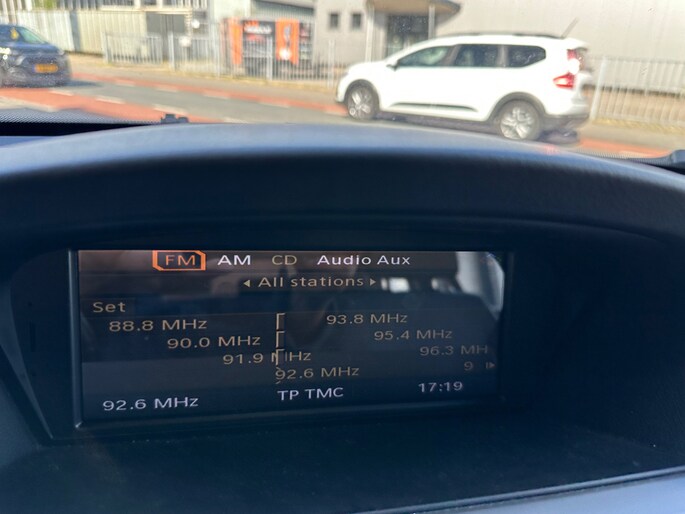 FM AM CD Audio Aux
All stations
Set
88.8 MHz 93.8 MHz
90.0 MHz 95.4 MHz
91.9 MHz 96.3 MH
92.6 MHz 9
92.6 MHz TP TMC 17:19